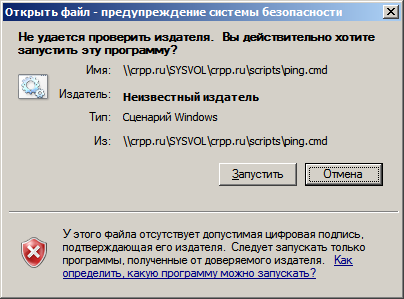 Открыть файл - предупреждение системы безопасности
Не удается проверить издателя. Вы действительно хотите
запустить эту программу?
Имя: \\crpp.ru\SYSVOL\crpp.ru\scripts\ping.cmd
Издатель: Неизвестный издатель
Тип: Сценарий Windows
Из: \\crpp.ru\SYSVOL\crpp.ru\scripts\ping.cmd
Запустить Отмена
У этого файла отсутствует допустимая цифровая подпись,
подтверждающая его издателя. Следует запускать только
программы, полученные от доверяемого издателя. Как
определить, какую программу можно запускать?